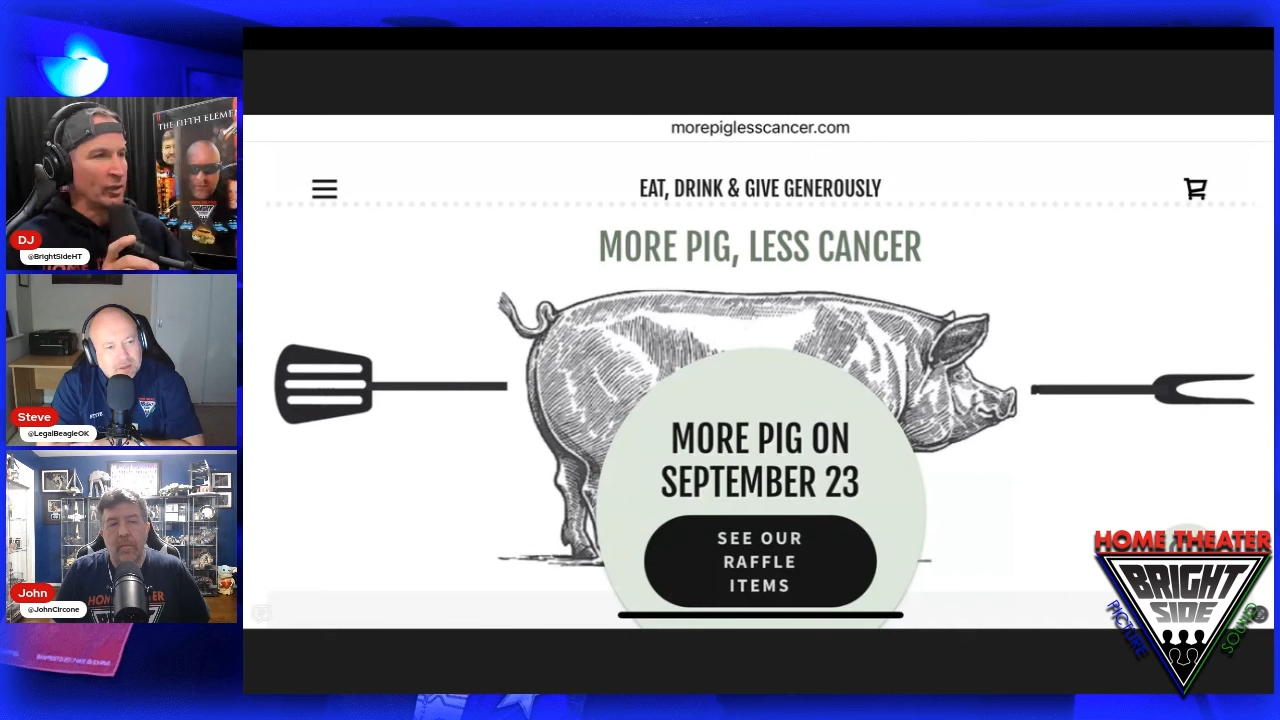 THE FIFTH ELEMEN
DJ
@BrightSideHT
Steve
@LegalBeagleOK
John
@JohnCircone
morepiglesscancer.com
EAT, DRINK & GIVE GENEROUSLY
MORE PIG, LESS CANCER
MORE PIG ON
SEPTEMBER 23
SEE OUR
RAFFLE
ITEMS
HOME THEATER
BRIGHT
SIDE
PICTURE
SOUND